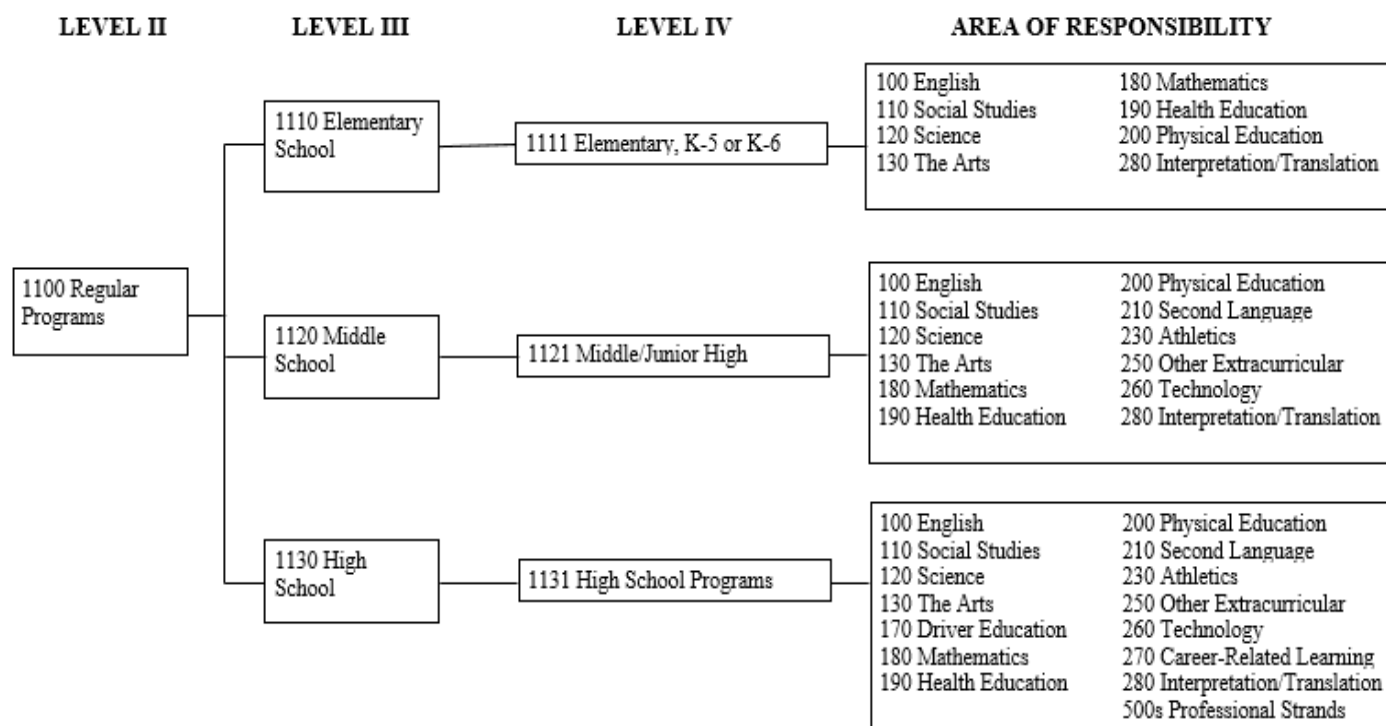 LEVEL II LEVEL III LEVEL IV AREA OF RESPONSIBILITY
1100 Regular
Programs
1110 Elementary
School
1111 Elementary, K-5 or K-6
100 English 180 Mathematics
110 Social Studies 190 Health Education
120 Science 200 Physical Education
130 The Arts 280 Interpretation/Translation
1120 Middle
School
1121 Middle/Junior High
100 English 200 Physical Education
110 Social Studies 210 Second Language
120 Science 230 Athletics
130 The Arts 250 Other Extracurricular
180 Mathematics 260 Technology
190 Health Education 280 Interpretation/Translation
1130 High
School
1131 High School Programs
100 English 200 Physical Education
110 Social Studies 210 Second Language
120 Science 230 Athletics
130 The Arts 250 Other Extracurricular
170 Driver Education 260 Technology
180 Mathematics 270 Career-Related Learning
190 Health Education 280 Interpretation/Translation
500s Professional Strands